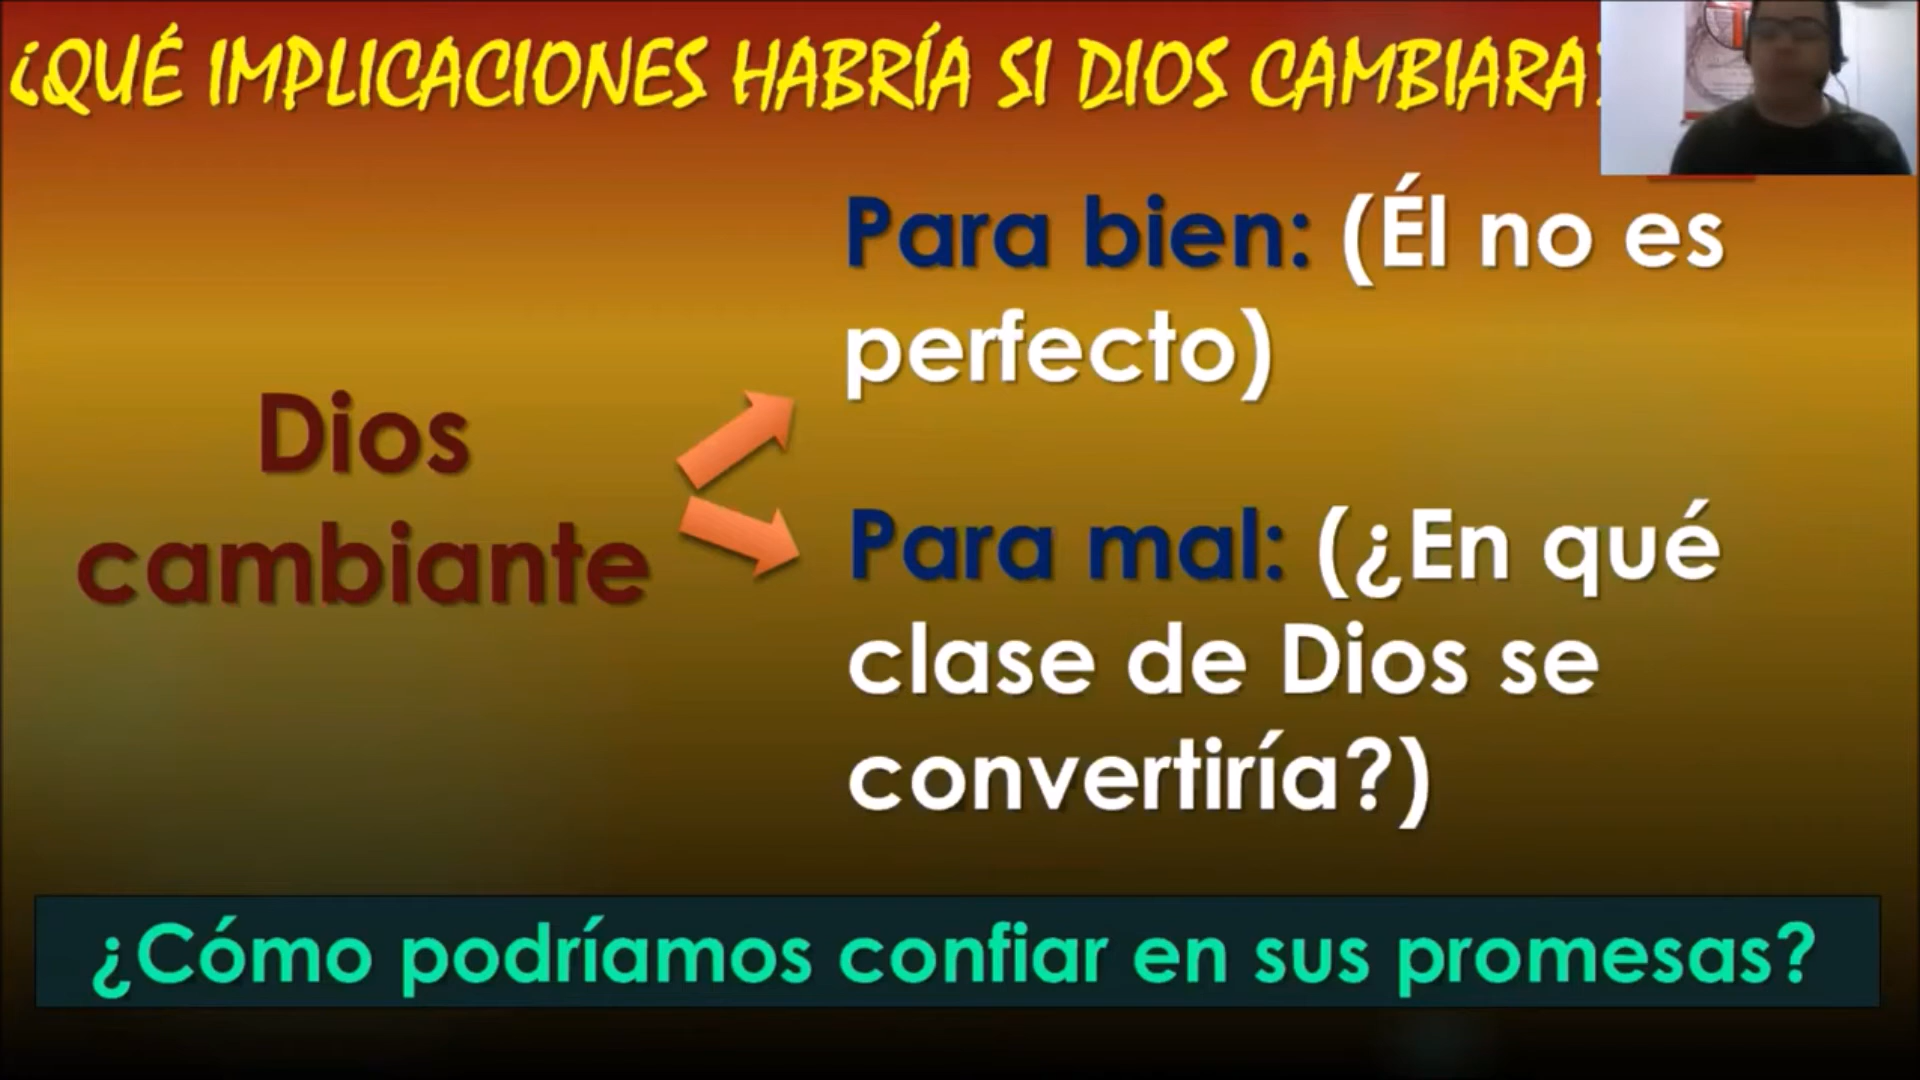 ¿QUÉ IMPLICACIONES HABRÍA SI DIOS CAMBIARA?
Para bien: (Él no es
perfecto)
Dios
cambiante
Para mal: (¿En qué
clase de Dios se
convertiría?)
¿Cómo podríamos confiar en sus promesas?